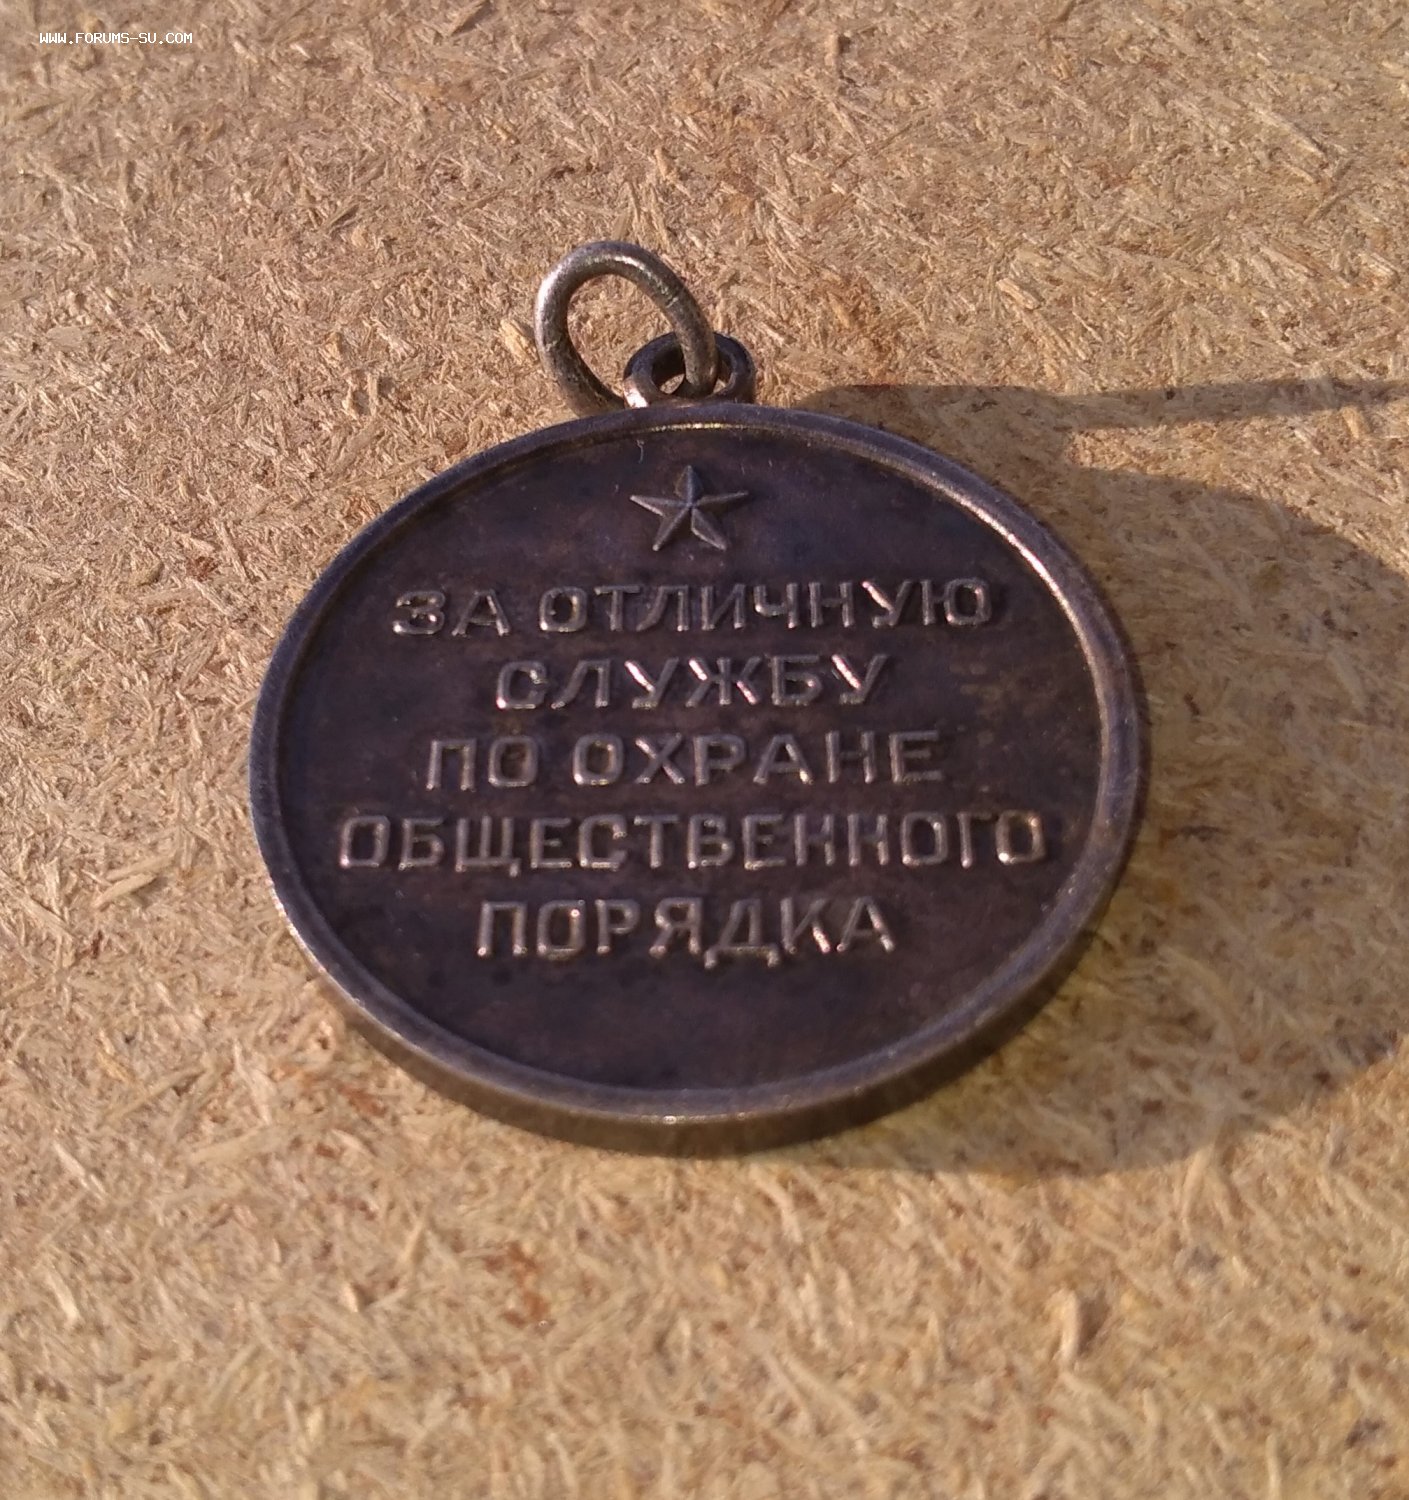 WWW.FORUMS-SU.COM
ЗА ОТЛИЧНУЮ
СЛУЖБУ
ПО ОХРАНЕ
ОБЩЕСТВЕННОГО
ПОРЯДКА